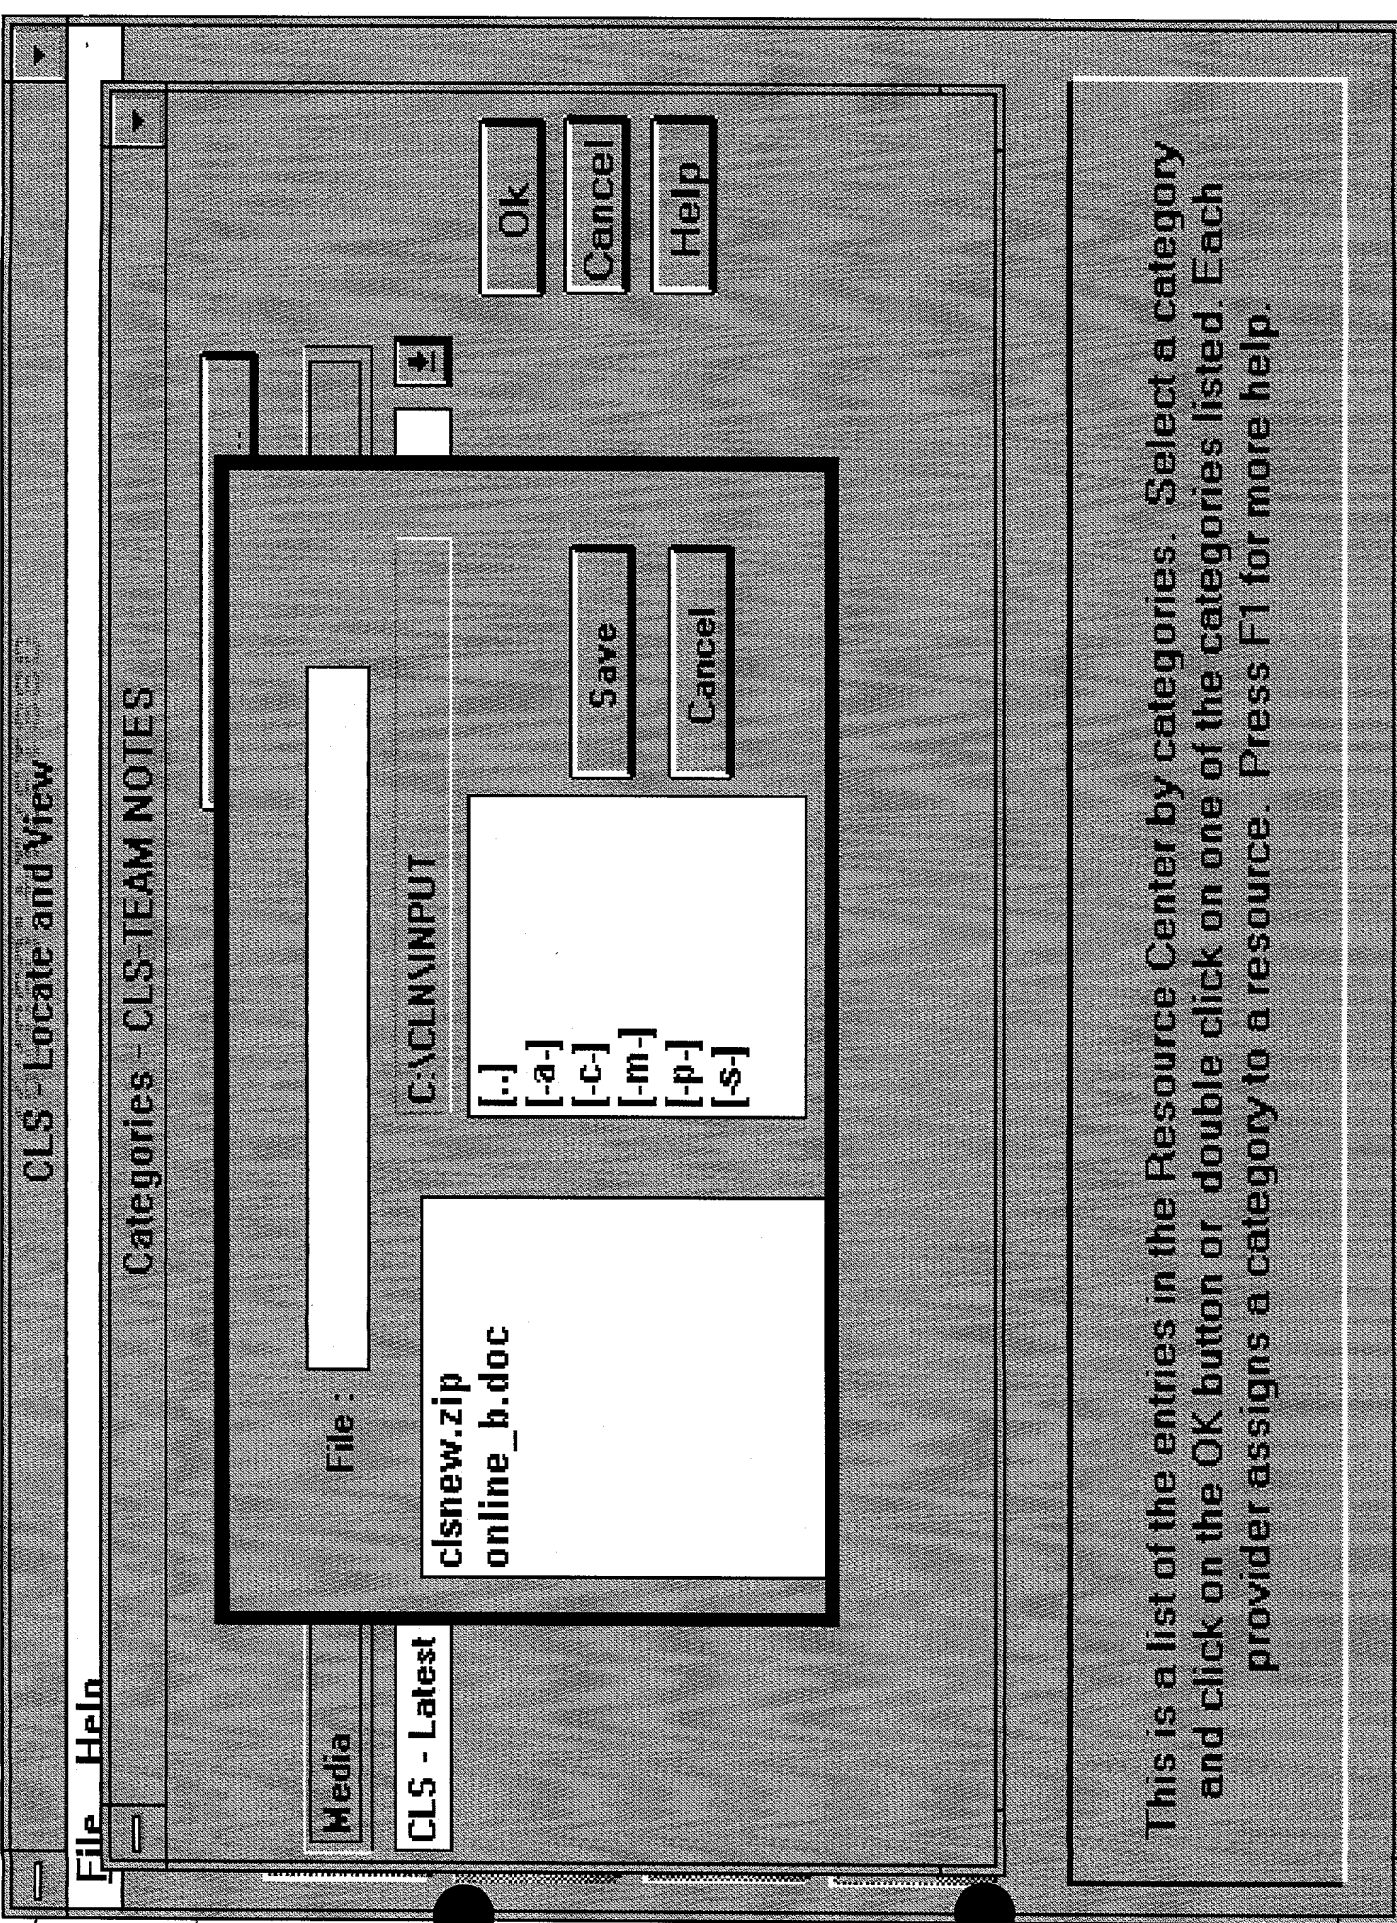 CLS - Locate and View
File Help
Categories - CLS-TEAM NOTES
...
Media
CLS - Latest
Ok
Cancel
Help
File :
C:\CLN\INPUT
clsnew.zip
online_b.doc
[..]
[-a-]
[-c-]
[-m-]
[-p-]
[-s-]
Save
Cancel
This is a list of the entries in the Resource Center by categories. Select a category
and click on the OK button or double click on one of the categories listed. Each
provider assigns a category to a resource. Press F1 for more help.